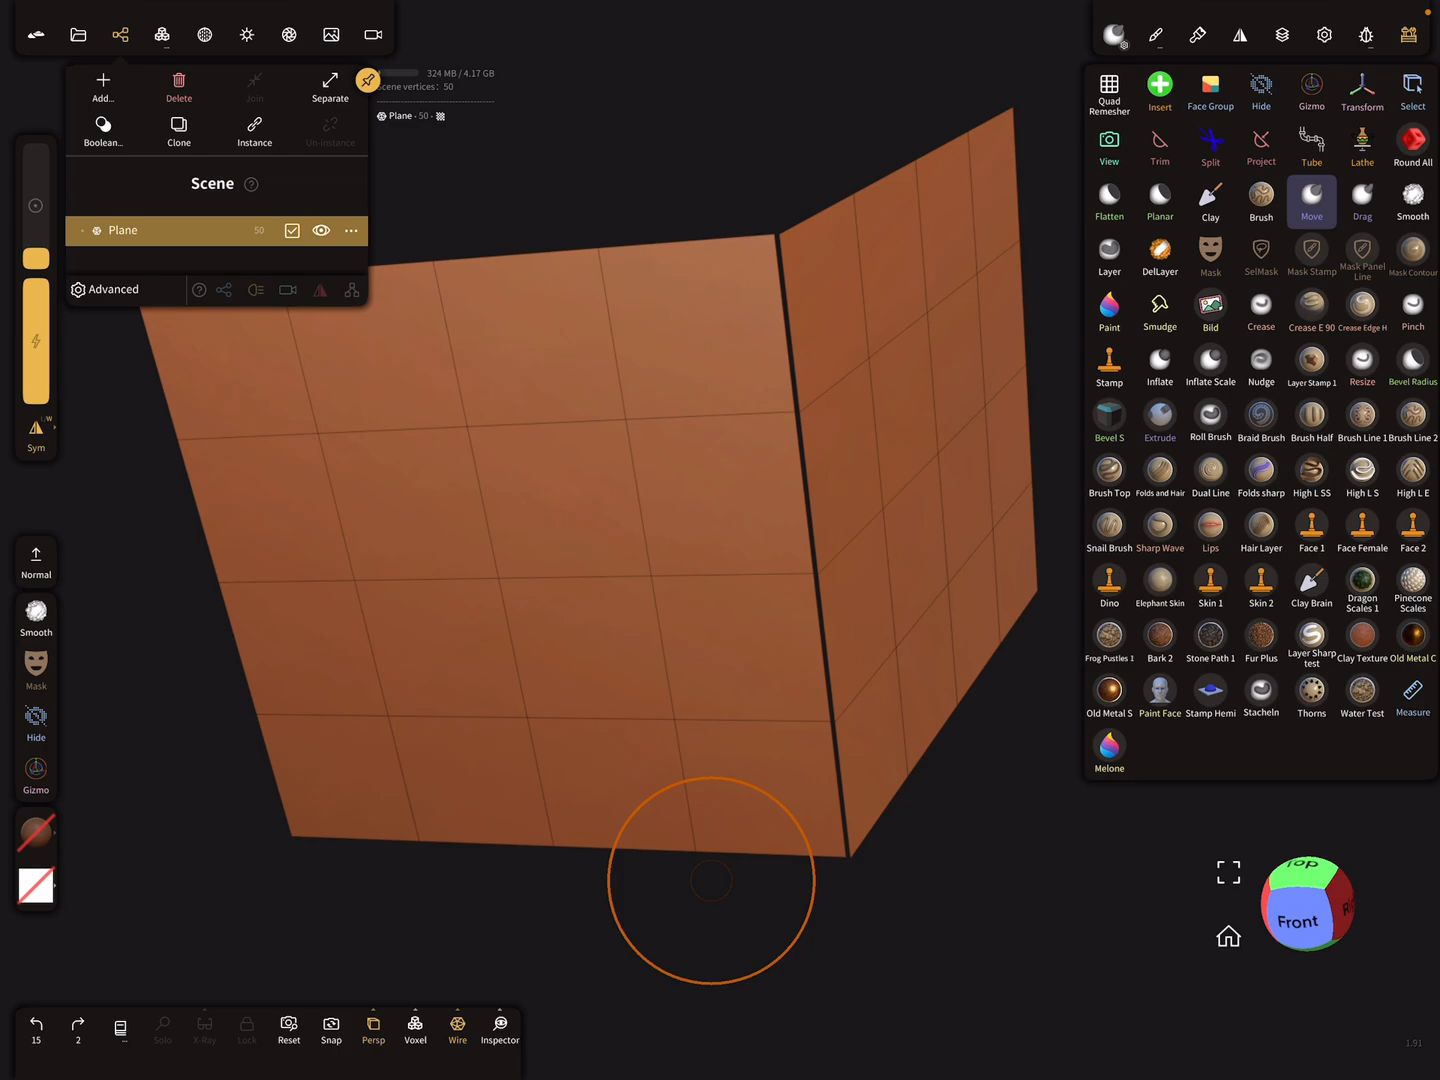 324 MB / 4.17 GB
Scene vertices: 50
Plane · 50 ·
Add...
Delete
Join
Separate
Boolean...
Clone
Instance
Un-instance
Scene ?
Plane 50 ...
Advanced ?
Sym
Normal
Smooth
Mask
Hide
Gizmo
Quad Remesher
Insert
Face Group
Hide
Gizmo
Transform
Select
View
Trim
Split
Project
Tube
Lathe
Round All
Flatten
Planar
Clay
Brush
Move
Drag
Smooth
Layer
DelLayer
Mask
SelMask
Mask Stamp
Mask Panel Line
Mask Contour
Paint
Smudge
Bild
Crease
Crease E 90
Crease Edge H
Pinch
Stamp
Inflate
Inflate Scale
Nudge
Layer Stamp 1
Resize
Bevel Radius
Bevel S
Extrude
Roll Brush
Braid Brush
Brush Half
Brush Line 1
Brush Line 2
Brush Top
Folds and Hair
Dual Line
Folds sharp
High L SS
High L S
High L E
Snail Brush
Sharp Wave
Lips
Hair Layer
Face 1
Face Female
Face 2
Dino
Elephant Skin
Skin 1
Skin 2
Clay Brain
Dragon Scales 1
Pinecone Scales
Frog Pustles 1
Bark 2
Stone Path 1
Fur Plus
Layer Sharp test
Clay Texture
Old Metal C
Old Metal S
Paint Face
Stamp Hemi
Stacheln
Thorns
Water Test
Measure
Melone
Top
Front
15
2
Solo
X-Ray
Lock
Reset
Snap
Persp
Voxel
Wire
Inspector
1.91